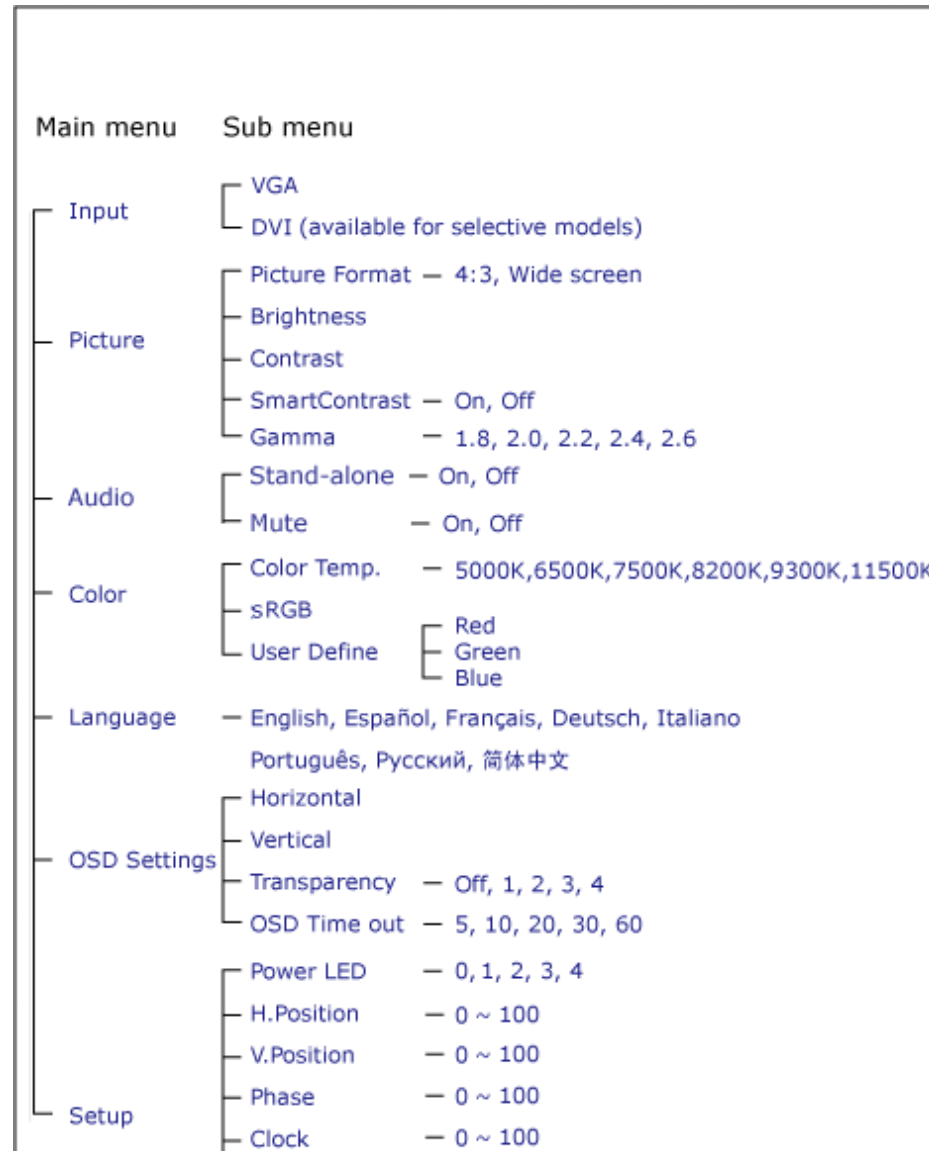 Main menu Sub menu
VGA
Input
DVI (available for selective models)
Picture Format — 4:3, Wide screen
Brightness
Picture
Contrast
SmartContrast — On, Off
Gamma — 1.8, 2.0, 2.2, 2.4, 2.6
Stand-alone — On, Off
Audio
Mute — On, Off
Color Temp. — 5000K,6500K,7500K,8200K,9300K,11500K
Color
sRGB
Red
User Define Green
Blue
Language — English, Español, Français, Deutsch, Italiano
Português, Русский, 简体中文
Horizontal
Vertical
OSD Settings
Transparency — Off, 1, 2, 3, 4
OSD Time out — 5, 10, 20, 30, 60
Power LED — 0, 1, 2, 3, 4
H.Position — 0 ~ 100
V.Position — 0 ~ 100
Phase — 0 ~ 100
Setup
Clock — 0 ~ 100